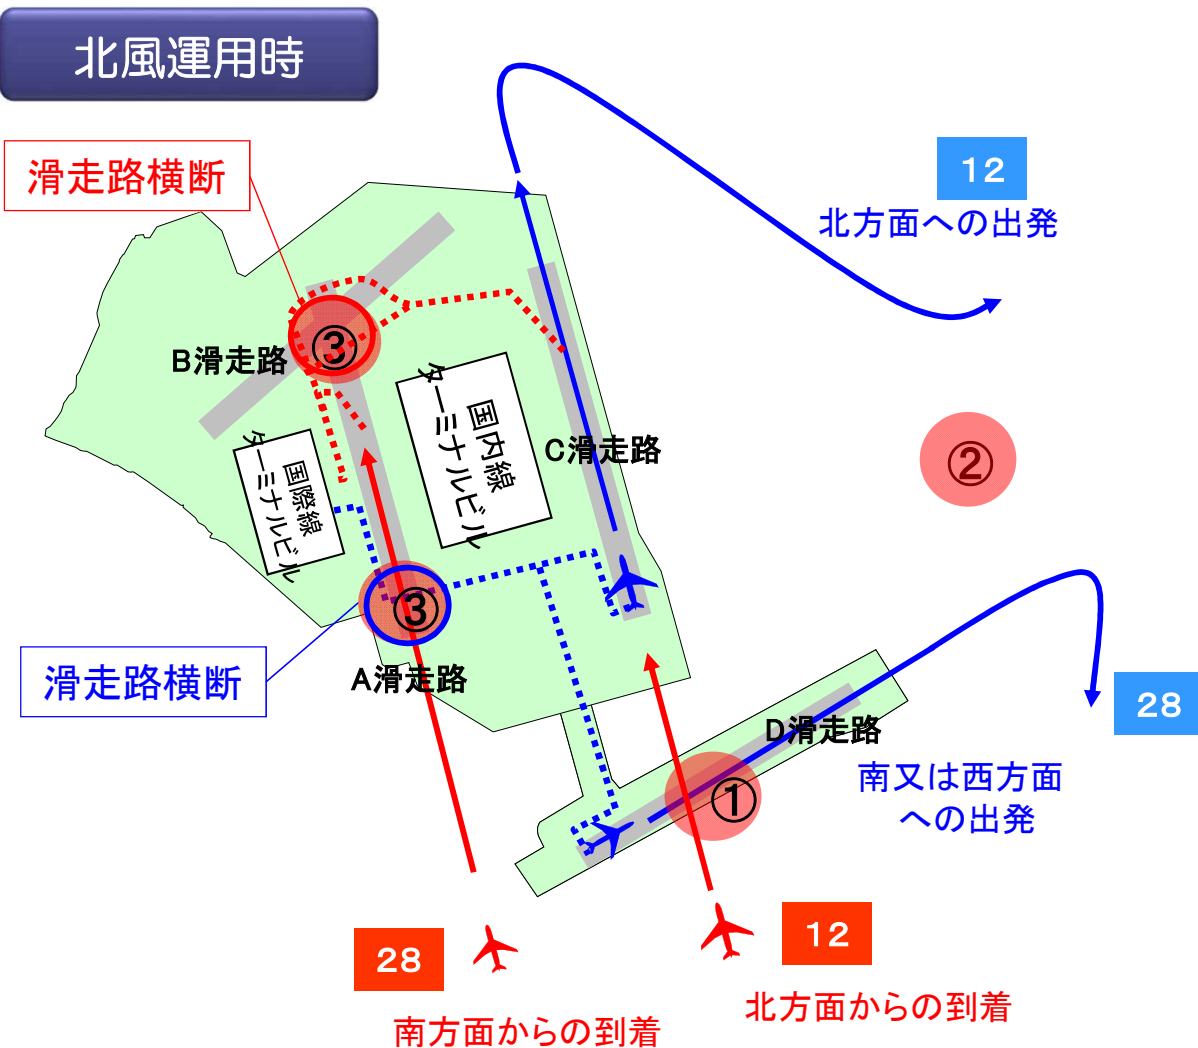 北風運用時
滑走路横断
12
北方面への出発
③
B滑走路
国内線
ターミナルビル
C滑走路
②
国際線
ターミナルビル
③
滑走路横断
A滑走路
28
D滑走路
南又は西方面
への出発
①
28
12
南方面からの到着
北方面からの到着